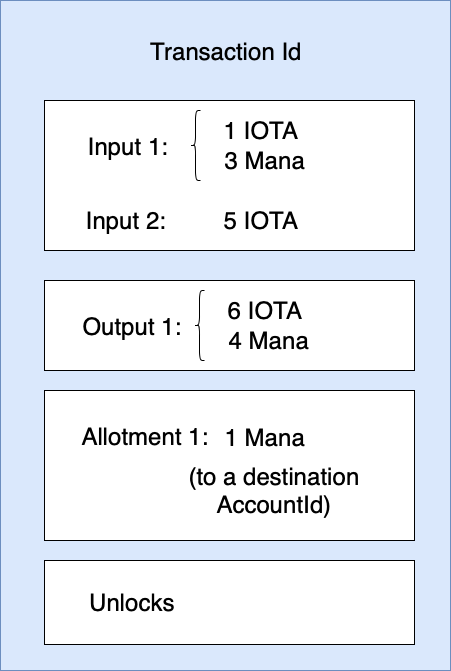 Transaction Id
Input 1: 1 IOTA
3 Mana
Input 2: 5 IOTA
Output 1: 6 IOTA
4 Mana
Allotment 1: 1 Mana
(to a destination
AccountId)
Unlocks